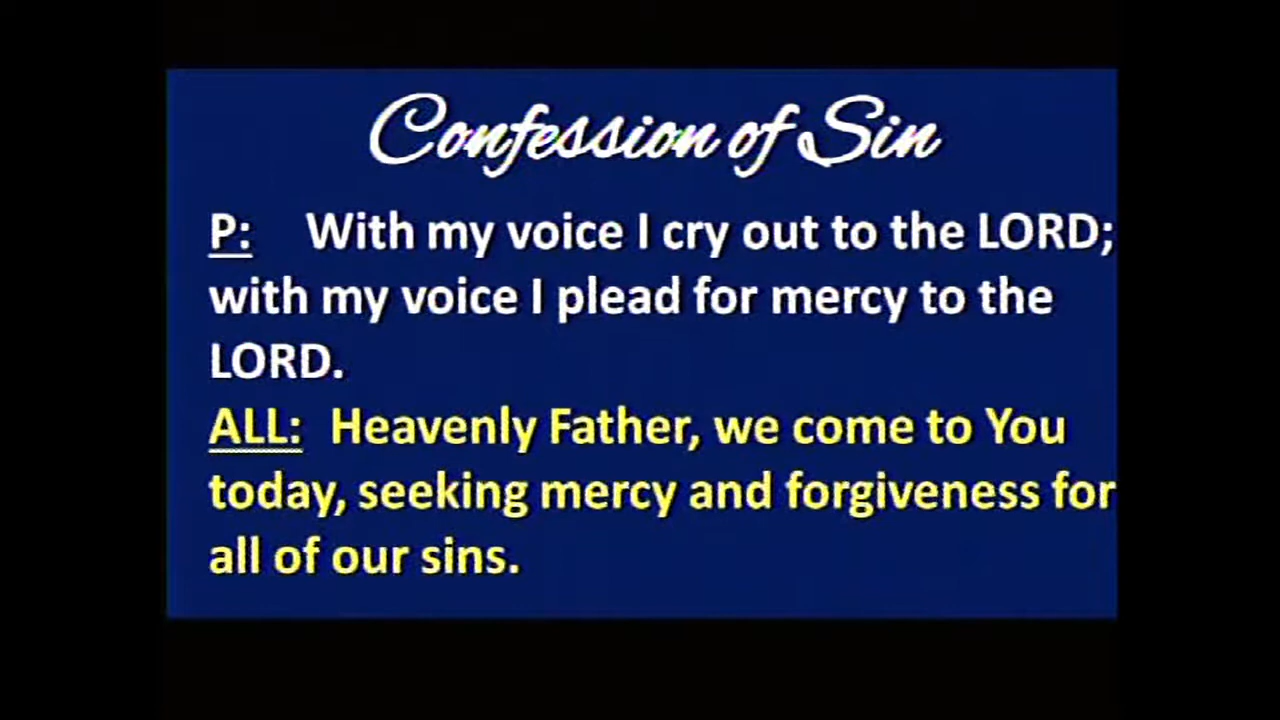 Confession of Sin
P: With my voice I cry out to the LORD;
with my voice I plead for mercy to the
LORD.
ALL: Heavenly Father, we come to You
today, seeking mercy and forgiveness for
all of our sins.